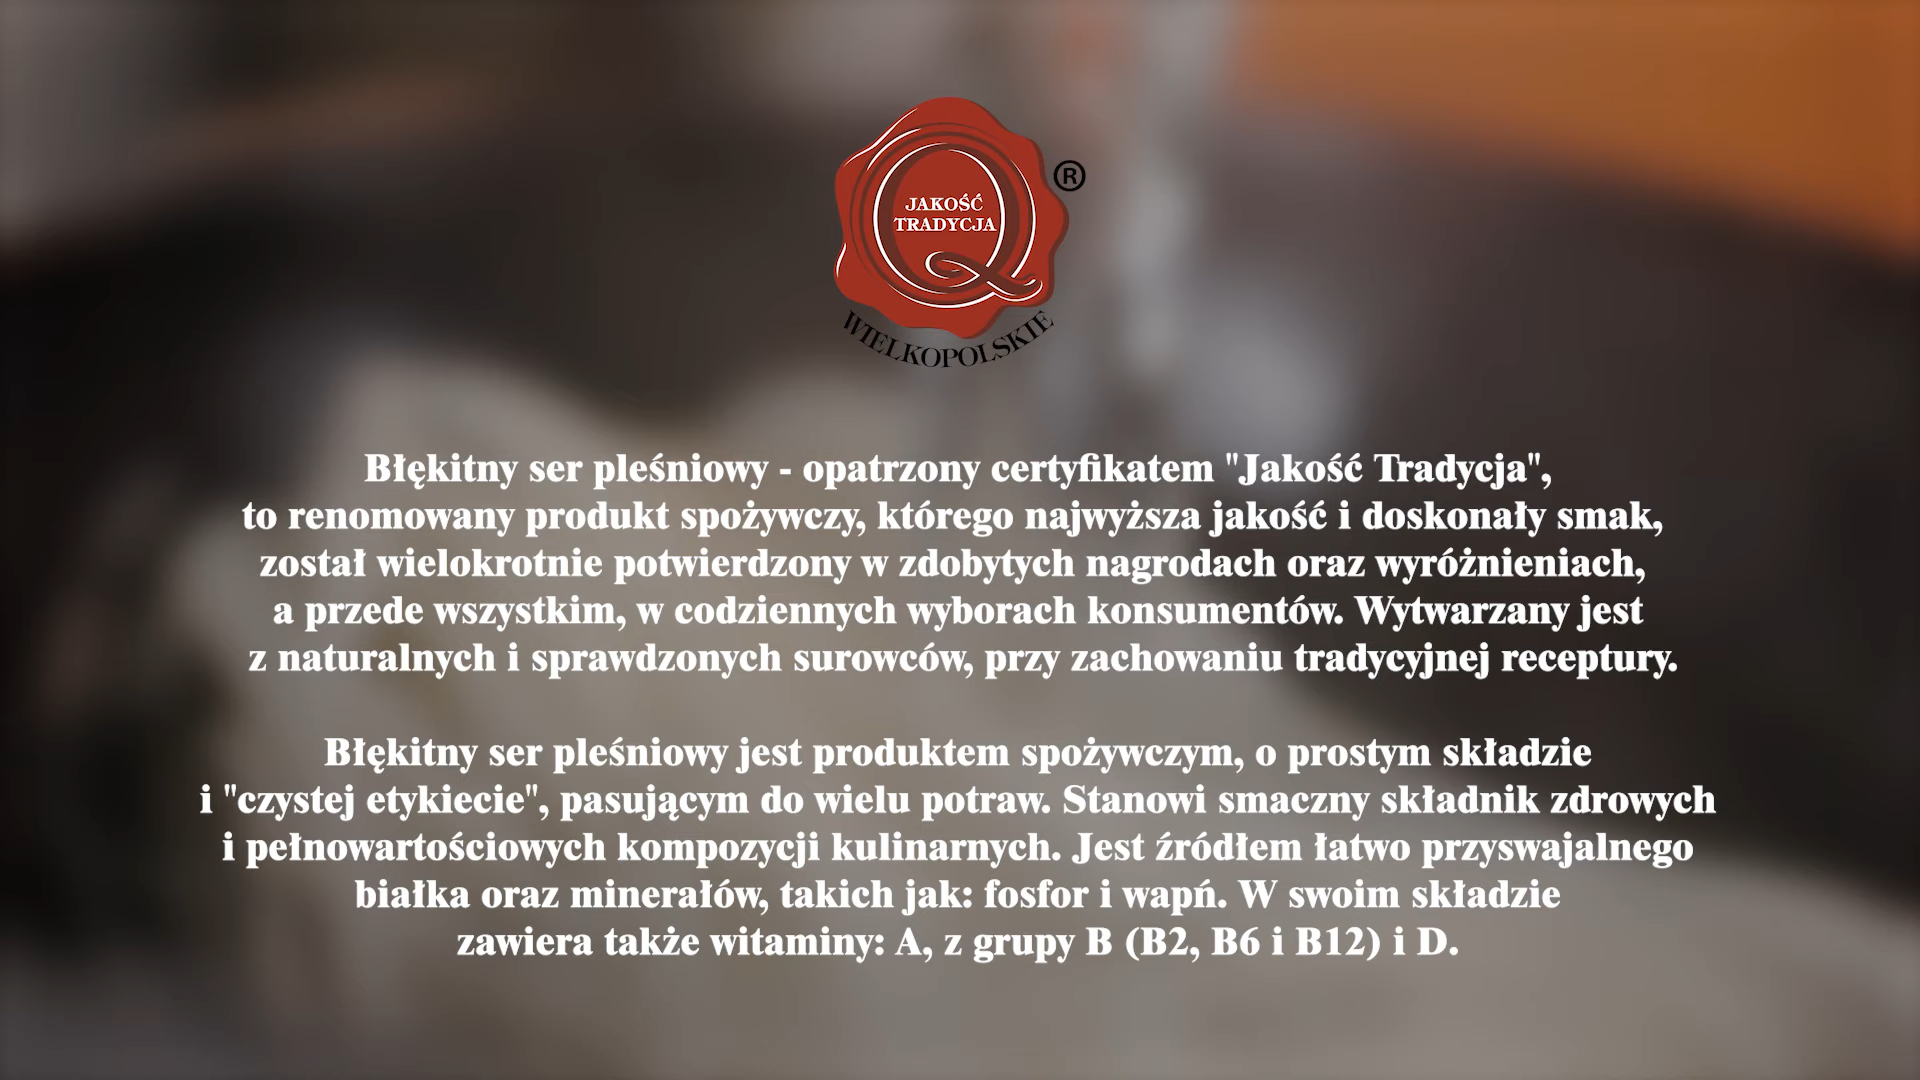 JAKOŚĆ
TRADYCJA
®
WIELKOPOLSKIE
Błękitny ser pleśniowy - opatrzony certyfikatem "Jakość Tradycja",
to renomowany produkt spożywczy, którego najwyższa jakość i doskonały smak,
został wielokrotnie potwierdzony w zdobytych nagrodach oraz wyróżnieniach,
a przede wszystkim, w codziennych wyborach konsumentów. Wytwarzany jest
z naturalnych i sprawdzonych surowców, przy zachowaniu tradycyjnej receptury.
Błękitny ser pleśniowy jest produktem spożywczym, o prostym składzie
i "czystej etykiecie", pasującym do wielu potraw. Stanowi smaczny składnik zdrowych
i pełnowartościowych kompozycji kulinarnych. Jest źródłem łatwo przyswajalnego
białka oraz minerałów, takich jak: fosfor i wapń. W swoim składzie
zawiera także witaminy: A, z grupy B (B2, B6 i B12) i D.